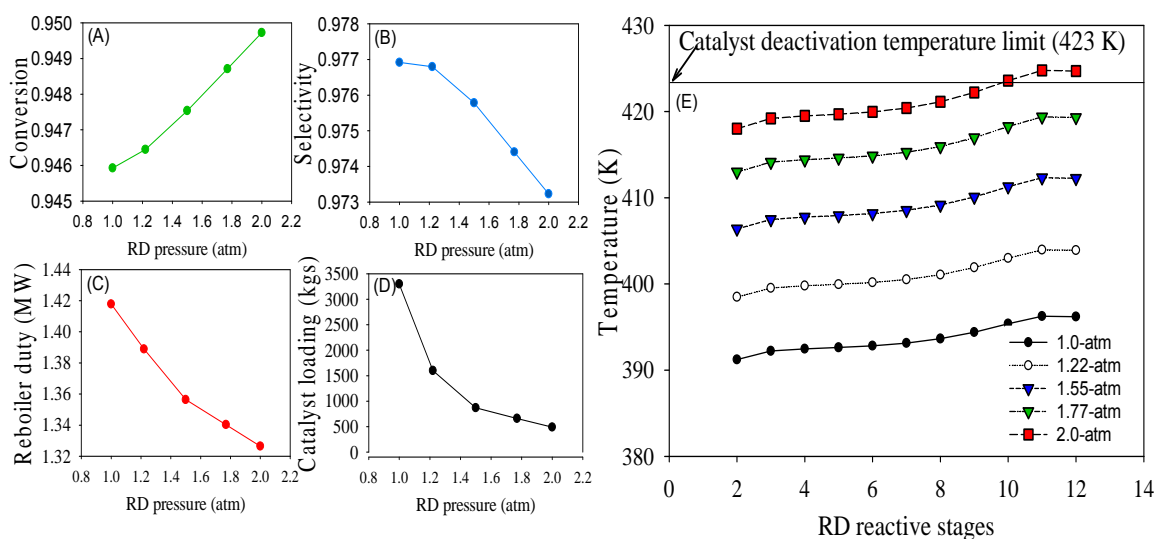 (A)
Conversion
0.950
0.949
0.948
0.947
0.946
0.945
0.8 1.0 1.2 1.4 1.6 1.8 2.0 2.2
RD pressure (atm)
(B)
Selectivity
0.978
0.977
0.976
0.975
0.974
0.973
0.8 1.0 1.2 1.4 1.6 1.8 2.0 2.2
RD pressure (atm)
(C)
Reboiler duty (MW)
1.44
1.42
1.40
1.38
1.36
1.34
1.32
0.8 1.0 1.2 1.4 1.6 1.8 2.0 2.2
RD pressure (atm)
(D)
Catalyst loading (kgs)
3500
3000
2500
2000
1500
1000
500
0
0.8 1.0 1.2 1.4 1.6 1.8 2.0 2.2
RD pressure (atm)
Catalyst deactivation temperature limit (423 K)
(E)
Temperature (K)
430
420
410
400
390
380
1.0-atm
1.22-atm
1.55-atm
1.77-atm
2.0-atm
0 2 4 6 8 10 12 14
RD reactive stages